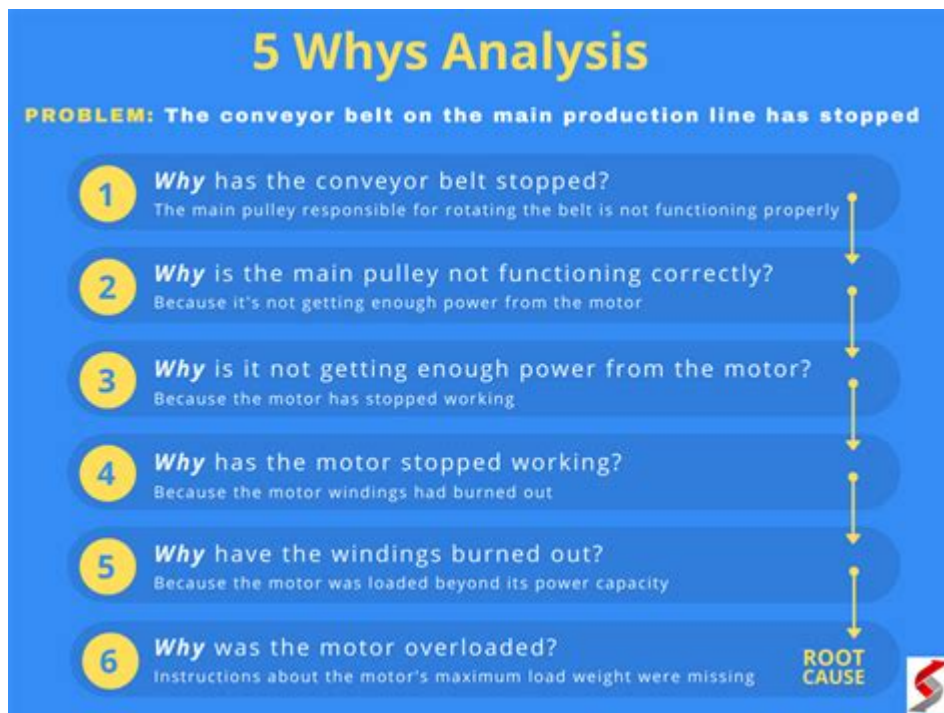 5 Whys Analysis
PROBLEM: The conveyor belt on the main production line has stopped
1
Why has the conveyor belt stopped?
The main pulley responsible for rotating the belt is not functioning properly
2
Why is the main pulley not functioning correctly?
Because it's not getting enough power from the motor
3
Why is it not getting enough power from the motor?
Because the motor has stopped working
4
Why has the motor stopped working?
Because the motor windings had burned out
5
Why have the windings burned out?
Because the motor was loaded beyond its power capacity
6
Why was the motor overloaded?
Instructions about the motor's maximum load weight were missing
ROOT
CAUSE